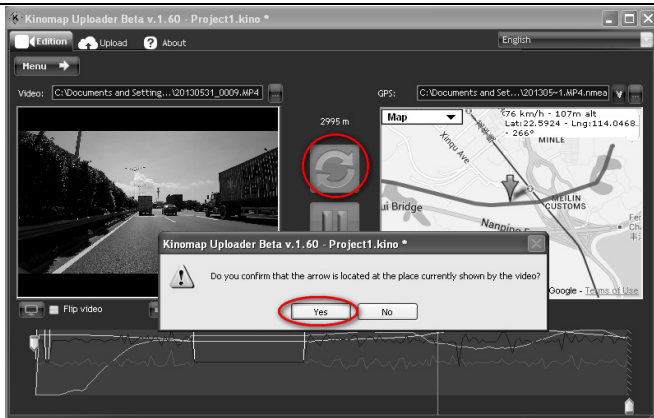 Kinomap Uploader Beta v.1.60 - Project1.kino *
Edition Upload ? About English
Menu
Video: C:\Documents and Setting...\20130531_0009.MP4 ...
GPS: C:\Documents and Set...\201305~1.MP4.nmea ...
2995 m
Map
76 km/h - 107m alt
Lat:22.5924 - Lng:114.0468
- 266°
MINLE
Xinqu Ave
MEILIN
CUSTOMS
ui Bridge
Nanping
Fer
Ch
Google - Terms of Use
Kinomap Uploader Beta v.1.60 - Project1.kino *
Do you confirm that the arrow is located at the place currently shown by the video?
Yes No
Flip video